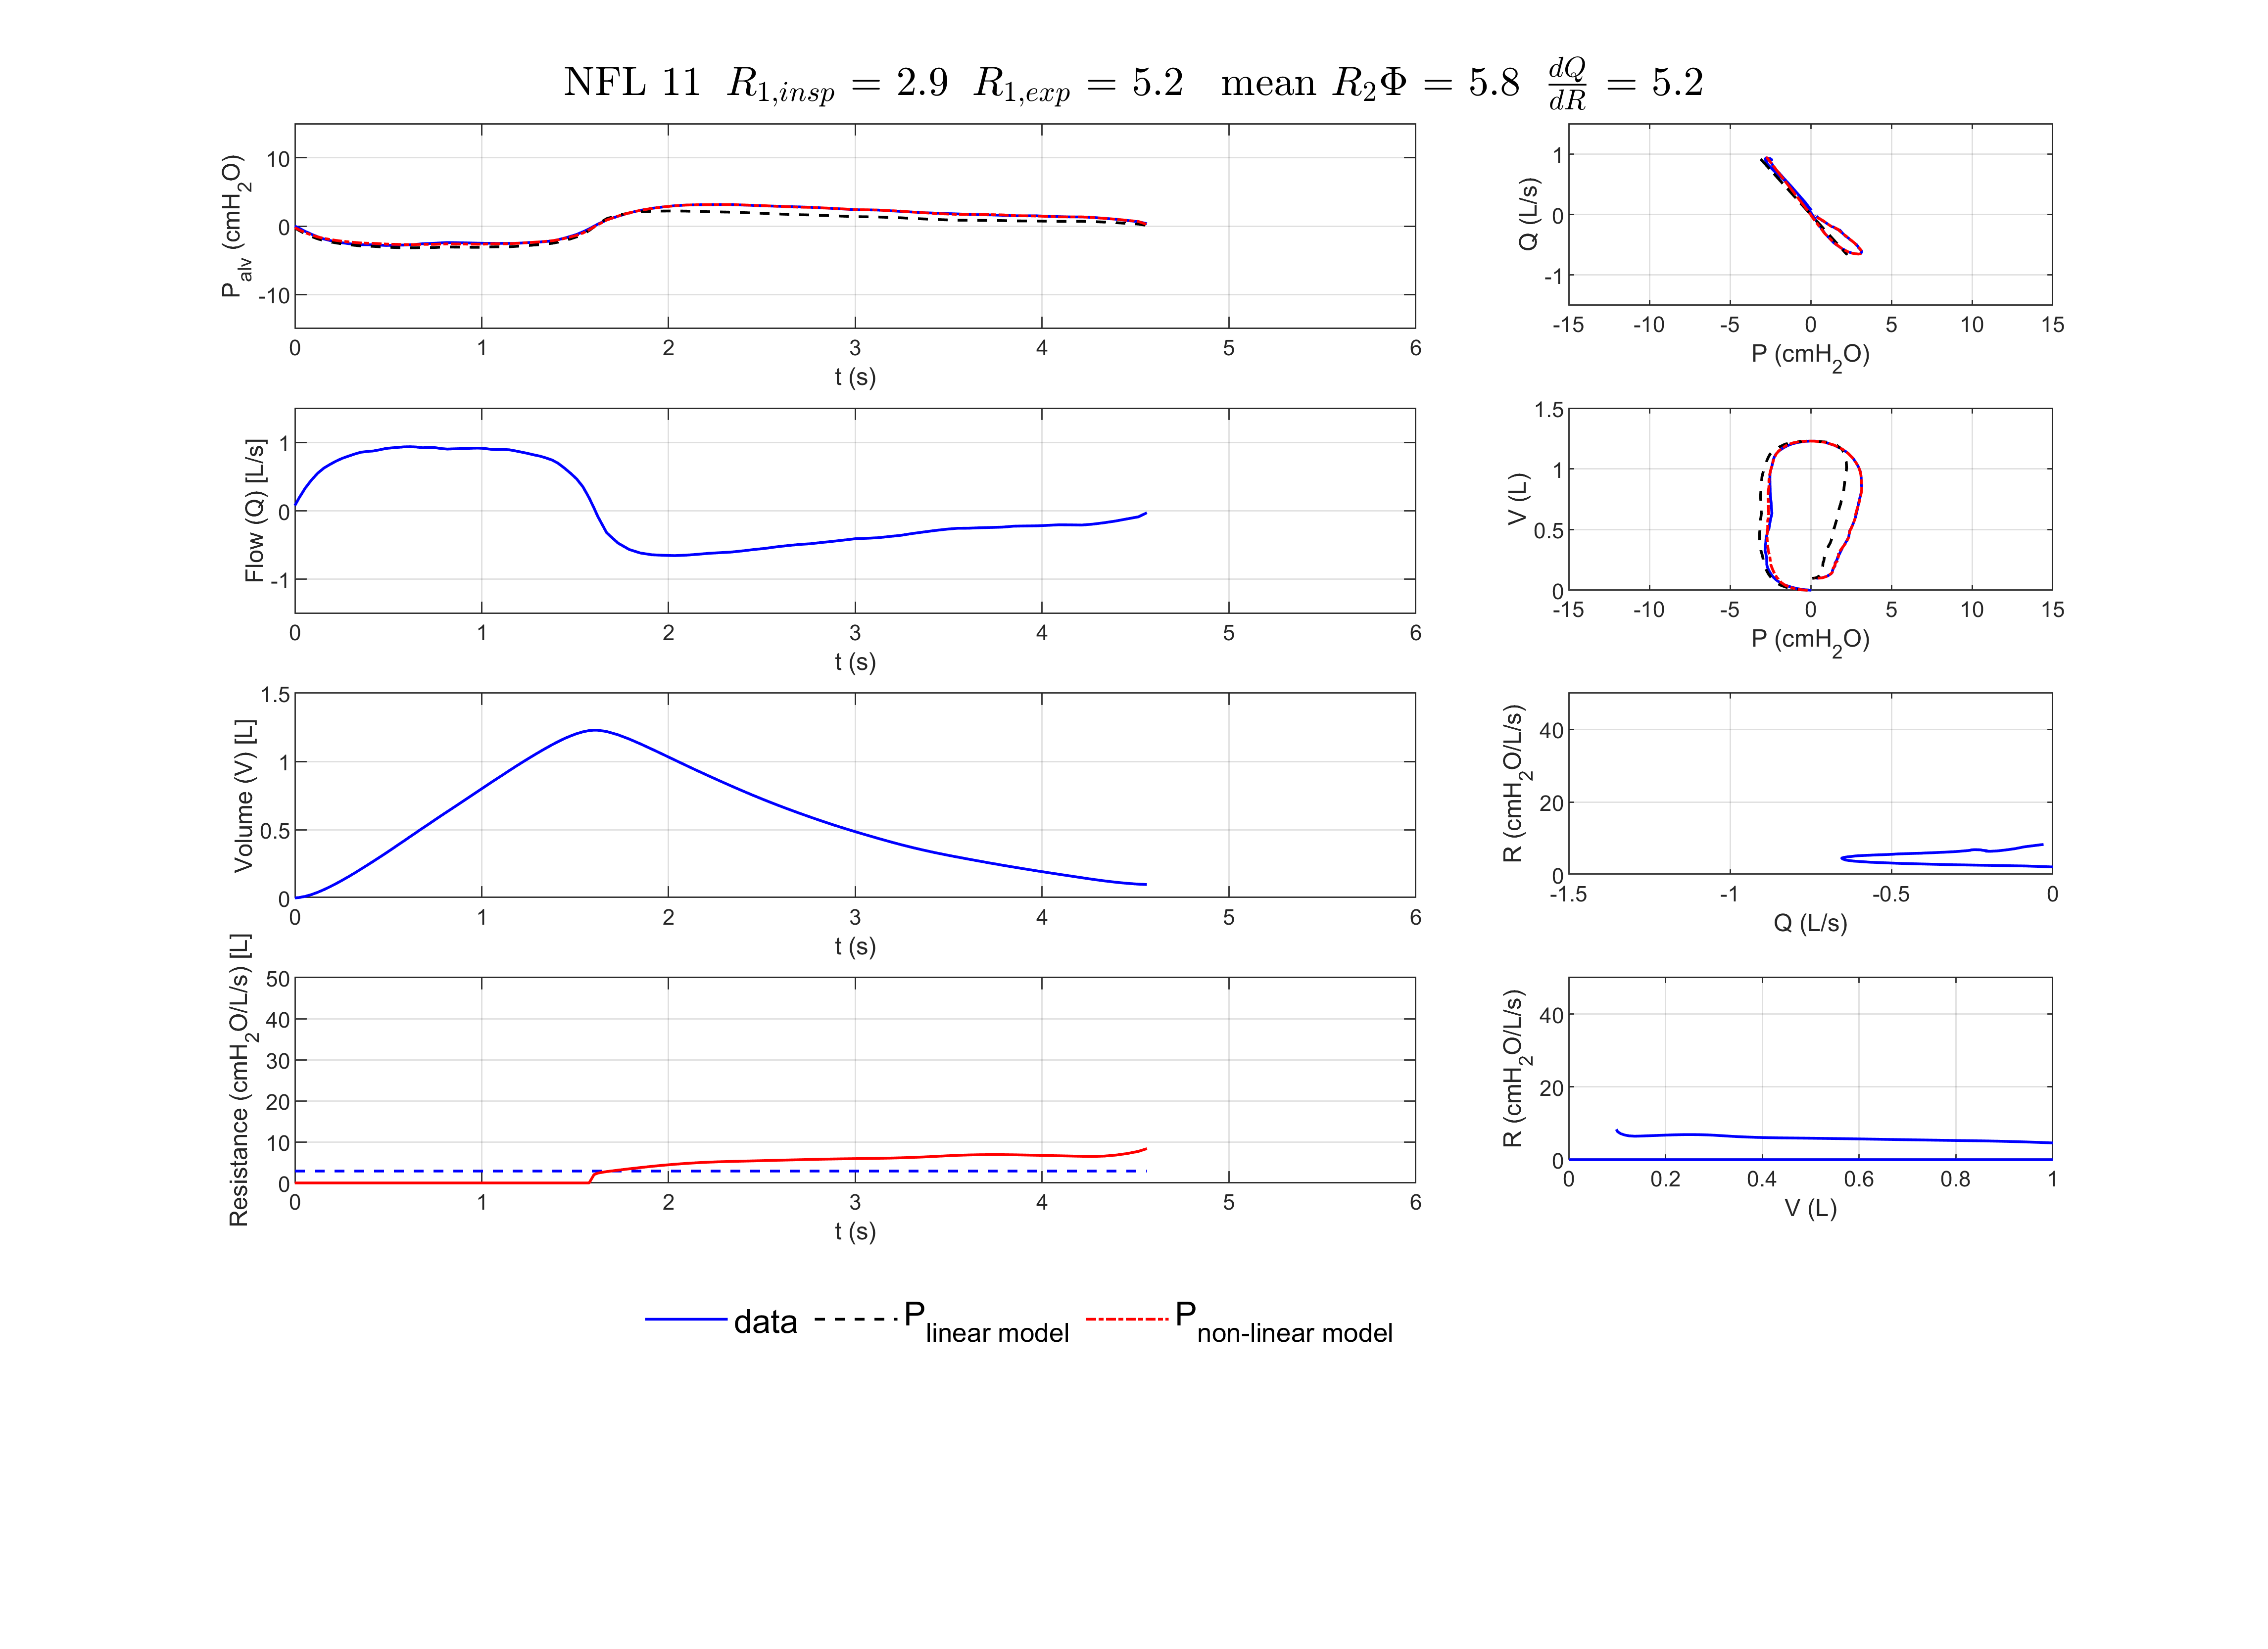 NFL 11 R1,insp = 2.9 R1,exp = 5.2 mean R2Φ = 5.8 dQ/dR = 5.2
Palv (cmH2O)
10
0
-10
0 1 2 3 4 5 6
t (s)
Q (L/s)
1
0
-1
-15 -10 -5 0 5 10 15
P (cmH2O)
Flow (Q) [L/s]
1
0
-1
0 1 2 3 4 5 6
t (s)
V (L)
1.5
1
0.5
0
-15 -10 -5 0 5 10 15
P (cmH2O)
Volume (V) [L]
1.5
1
0.5
0
0 1 2 3 4 5 6
t (s)
R (cmH2O/L/s)
40
20
0
-1.5 -1 -0.5 0
Q (L/s)
Resistance (cmH2O/L/s) [L]
50
40
30
20
10
0
0 1 2 3 4 5 6
t (s)
R (cmH2O/L/s)
40
20
0
0 0.2 0.4 0.6 0.8 1
V (L)
data Plinear model Pnon-linear model